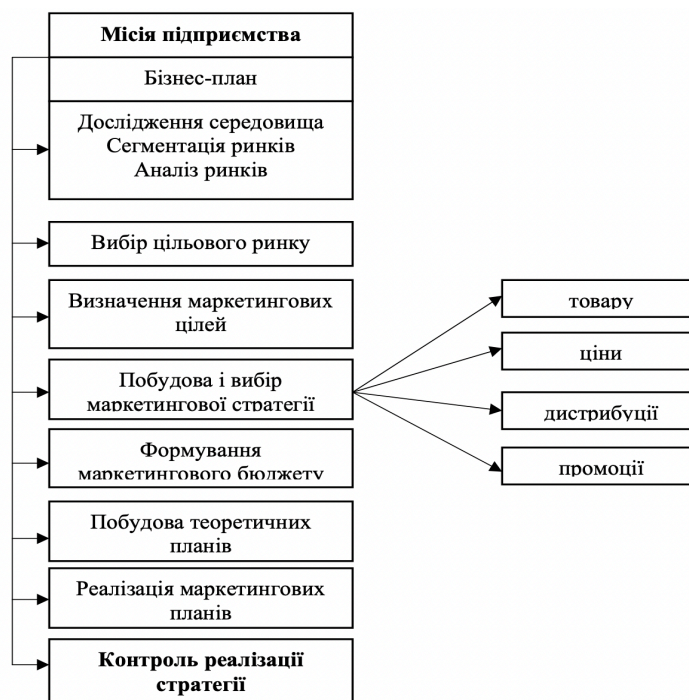 Місія підприємства
Бізнес-план
Дослідження середовища
Сегментація ринків
Аналіз ринків
Вибір цільового ринку
Визначення маркетингових
цілей
Побудова і вибір
маркетингової стратегії
Формування
маркетингового бюджету
Побудова теоретичних
планів
Реалізація маркетингових
планів
Контроль реалізації
стратегії
товару
ціни
дистрибуції
промоції